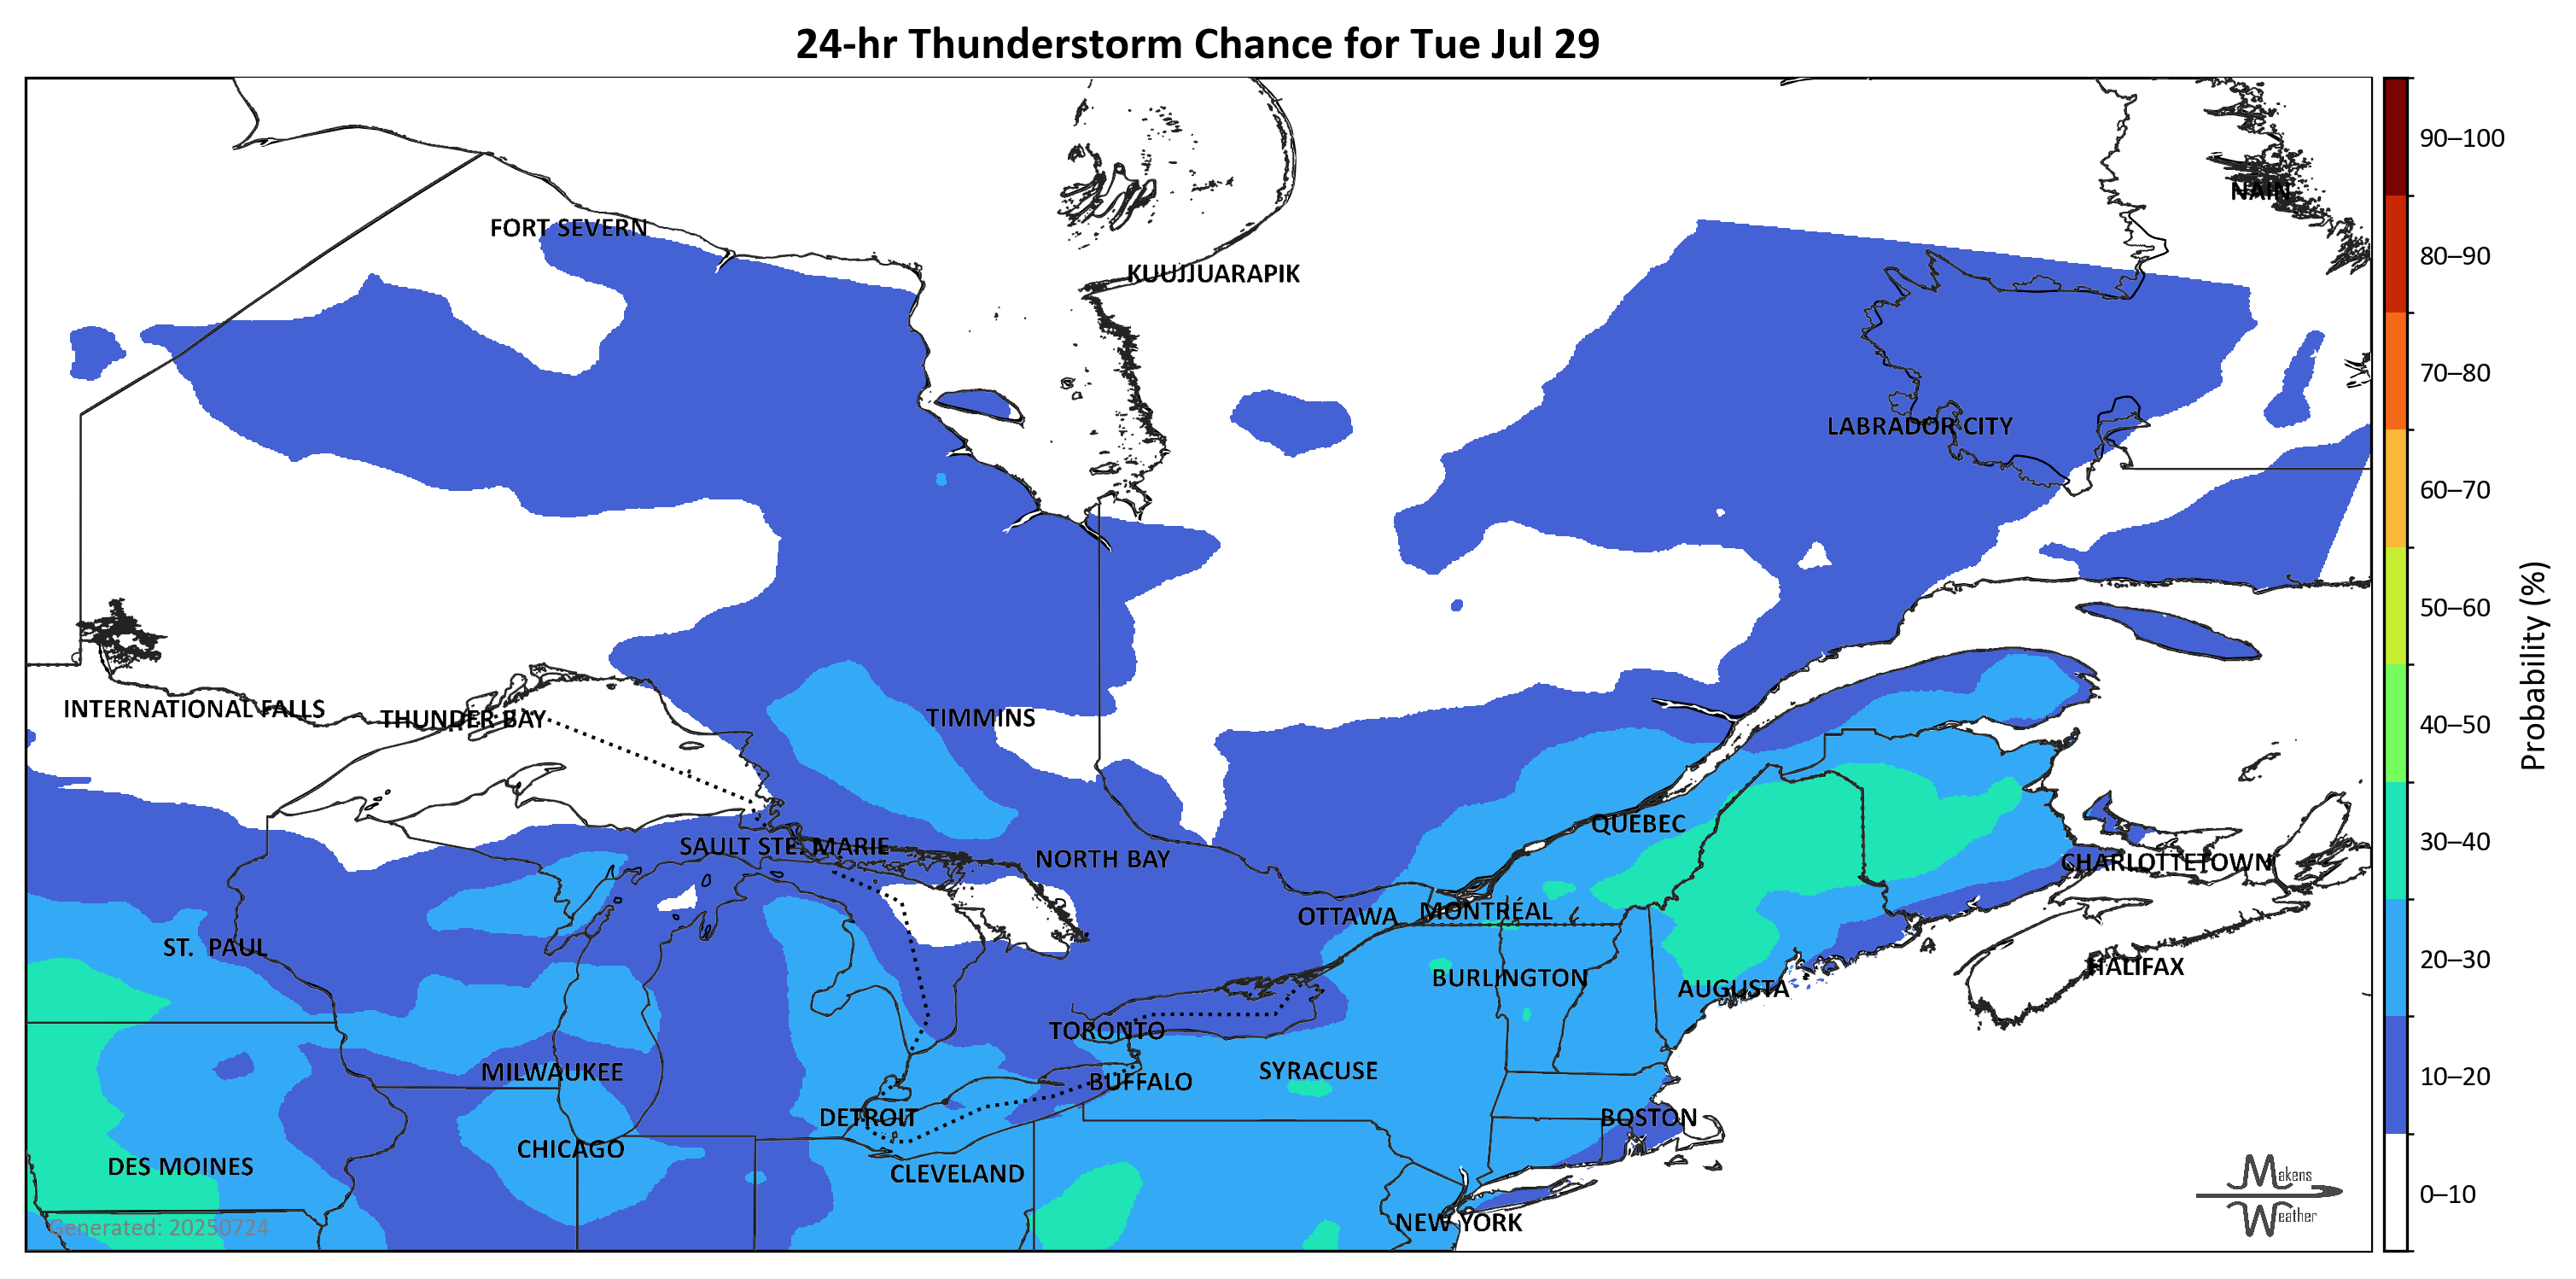 24-hr Thunderstorm Chance for Tue Jul 29
90–100
NAIN
FORT SEVERN
80–90
KUUJJUARAPIK
70–80
LABRADOR CITY
60–70
50–60
Probability (%)
INTERNATIONAL FALLS
THUNDER BAY
TIMMINS
40–50
QUEBEC
SAULT STE. MARIE
30–40
NORTH BAY
CHARLOTTETOWN
OTTAWA
MONTRÉAL
ST. PAUL
20–30
HALIFAX
BURLINGTON
AUGUSTA
TORONTO
MILWAUKEE
SYRACUSE
10–20
BUFFALO
DETROIT
BOSTON
CHICAGO
DES MOINES
CLEVELAND
Makens
0–10
Weather
NEW YORK
Generated: 20250724